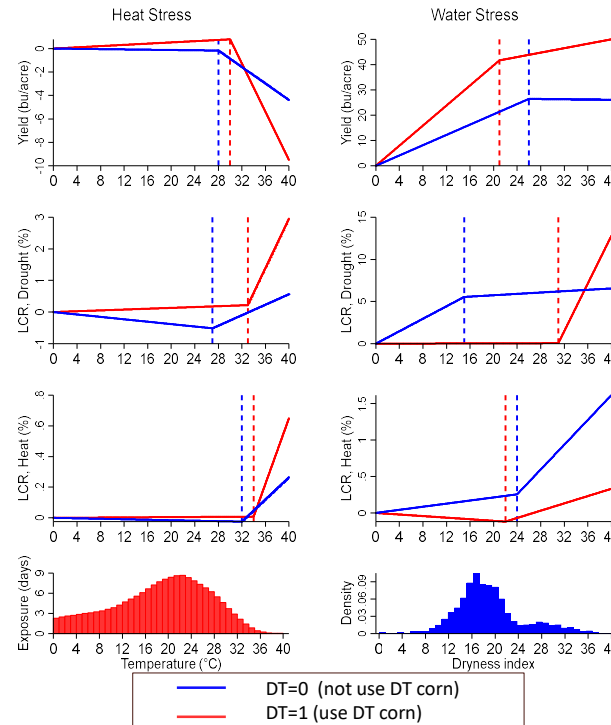 Heat Stress
Yield (bu/acre)
0
-2
-4
-6
-8
-10
0 4 8 12 16 20 24 28 32 36 40
Water Stress
Yield (bu/acre)
50
40
30
20
10
0
0 4 8 12 16 20 24 28 32 36 40
LCR, Drought (%)
3
2
1
0
-1
0 4 8 12 16 20 24 28 32 36 40
LCR, Drought (%)
15
10
5
0
0 4 8 12 16 20 24 28 32 36 40
LCR, Heat (%)
.8
.6
.4
.2
0
0 4 8 12 16 20 24 28 32 36 40
LCR, Heat (%)
1.5
1
.5
0
0 4 8 12 16 20 24 28 32 36 40
Exposure (days)
9
6
3
0
0 4 8 12 16 20 24 28 32 36 40
Temperature (°C)
Density
0 .03 .06 .09
0 4 8 12 16 20 24 28 32 36 40
Dryness index
DT=0 (not use DT corn)
DT=1 (use DT corn)